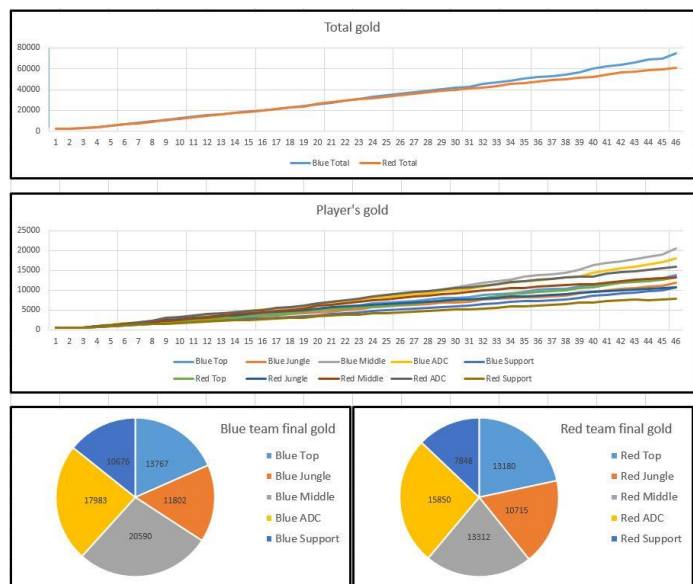 Total gold
80000
60000
40000
20000
0
1 2 3 4 5 6 7 8 9 10 11 12 13 14 15 16 17 18 19 20 21 22 23 24 25 26 27 28 29 30 31 32 33 34 35 36 37 38 39 40 41 42 43 44 45 46
Blue Total Red Total
Player's gold
25000
20000
15000
10000
5000
0
1 2 3 4 5 6 7 8 9 10 11 12 13 14 15 16 17 18 19 20 21 22 23 24 25 26 27 28 29 30 31 32 33 34 35 36 37 38 39 40 41 42 43 44 45 46
Blue Top Blue Jungle Blue Middle Blue ADC Blue Support
Red Top Red Jungle Red Middle Red ADC Red Support
Blue team final gold
10676 13767
17983 11802
20590
Blue Top
Blue Jungle
Blue Middle
Blue ADC
Blue Support
Red team final gold
7848 13180
15850 10715
13312
Red Top
Red Jungle
Red Middle
Red ADC
Red Support